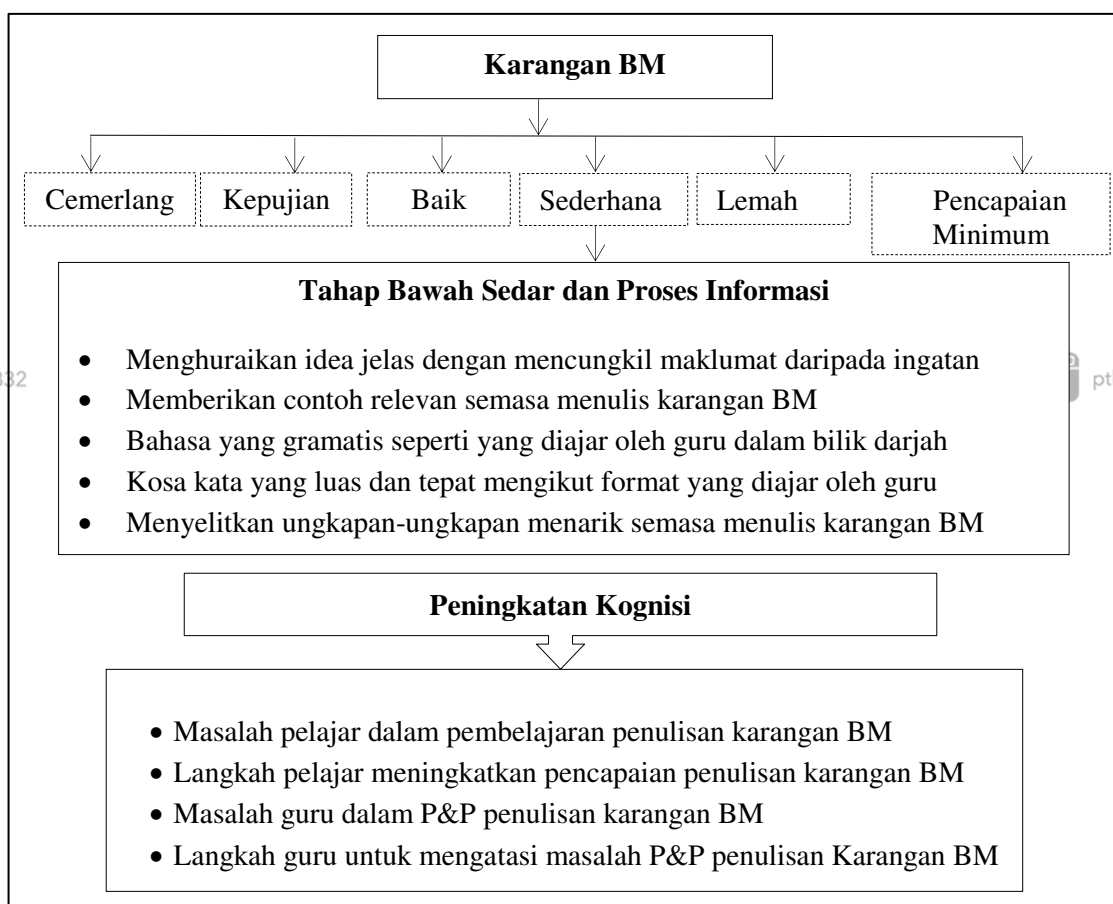 Karangan BM
Cemerlang
Kepujian
Baik
Sederhana
Lemah
Pencapaian
Minimum
Tahap Bawah Sedar dan Proses Informasi
• Menghuraikan idea jelas dengan mencungkil maklumat daripada ingatan
• Memberikan contoh relevan semasa menulis karangan BM
• Bahasa yang gramatis seperti yang diajar oleh guru dalam bilik darjah
• Kosa kata yang luas dan tepat mengikut format yang diajar oleh guru
• Menyelitkan ungkapan-ungkapan menarik semasa menulis karangan BM
Peningkatan Kognisi
• Masalah pelajar dalam pembelajaran penulisan karangan BM
• Langkah pelajar meningkatkan pencapaian penulisan karangan BM
• Masalah guru dalam P&P penulisan karangan BM
• Langkah guru untuk mengatasi masalah P&P penulisan Karangan BM